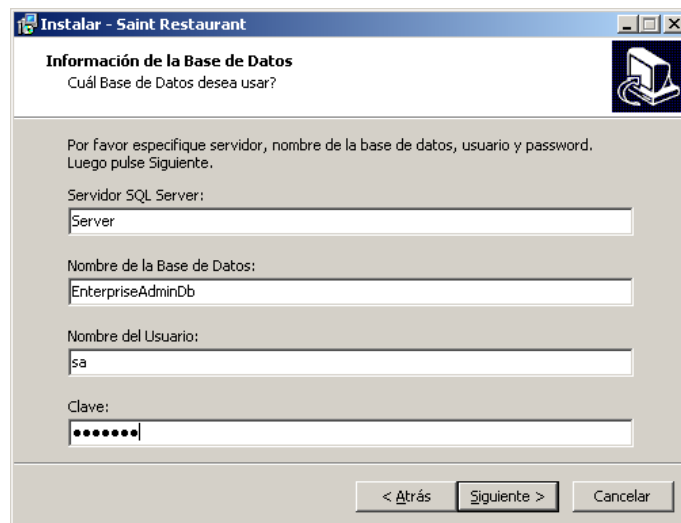 Instalar - Saint Restaurant
Información de la Base de Datos
Cuál Base de Datos desea usar?
Por favor especifique servidor, nombre de la base de datos, usuario y password.
Luego pulse Siguiente.
Servidor SQL Server:
Server
Nombre de la Base de Datos:
EnterpriseAdminDb
Nombre del Usuario:
sa
Clave:
●●●●●●●
< Atrás Siguiente > Cancelar